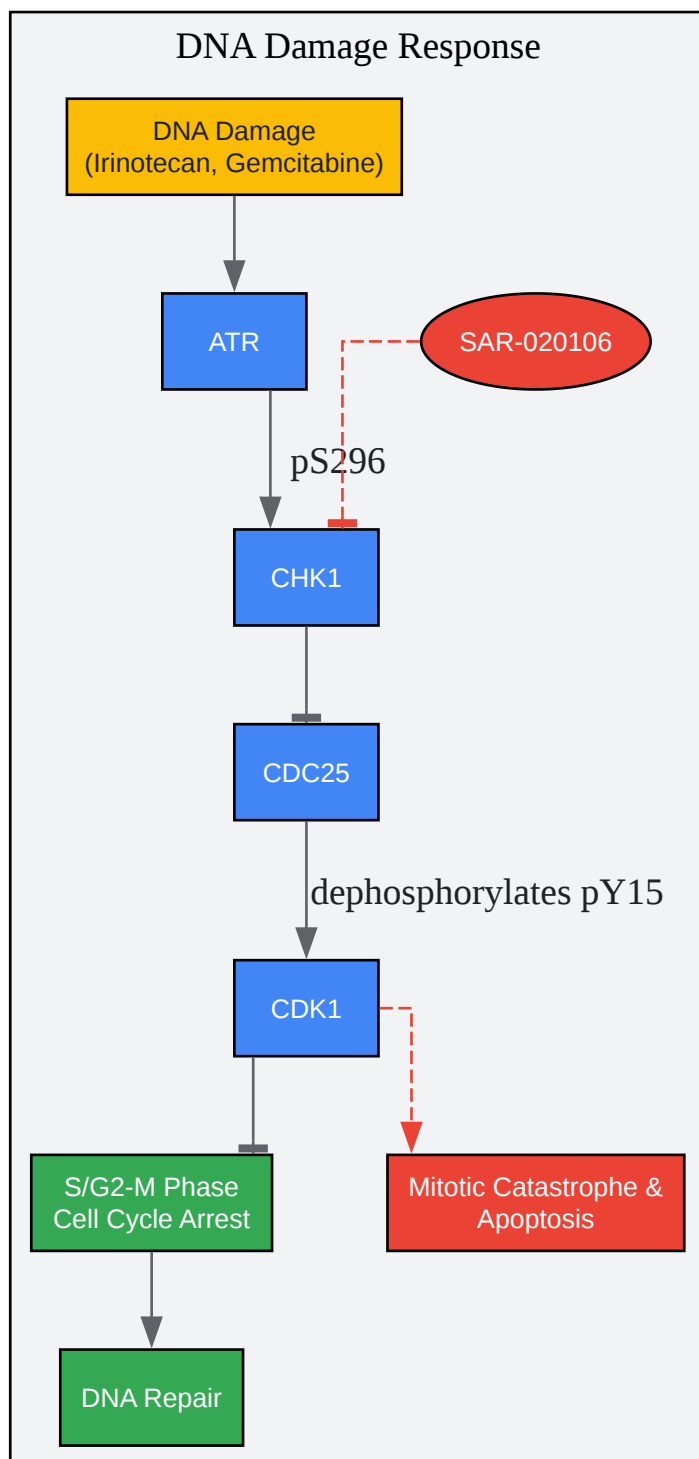 DNA Damage Response
DNA Damage
(Irinotecan, Gemcitabine)
ATR
SAR-020106
pS296
CHK1
CDC25
dephosphorylates pY15
CDK1
S/G2-M Phase
Cell Cycle Arrest
Mitotic Catastrophe &
Apoptosis
DNA Repair